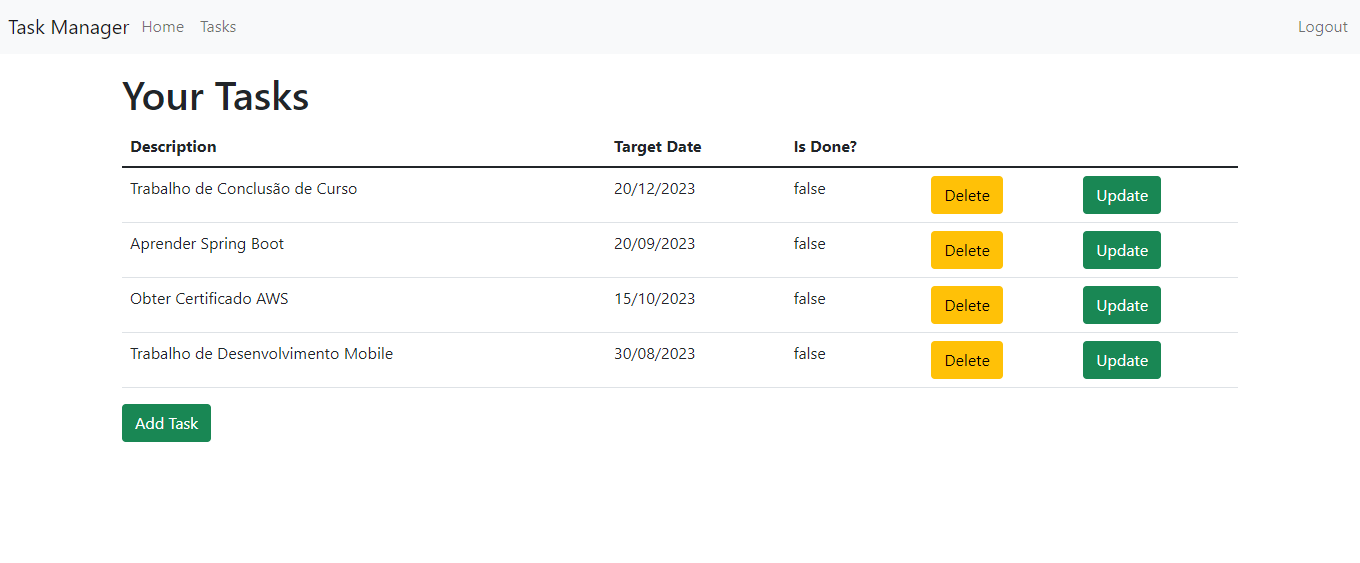 Task Manager Home Tasks Logout
Your Tasks
Description Target Date Is Done?
Trabalho de Conclusão de Curso 20/12/2023 false Delete Update
Aprender Spring Boot 20/09/2023 false Delete Update
Obter Certificado AWS 15/10/2023 false Delete Update
Trabalho de Desenvolvimento Mobile 30/08/2023 false Delete Update
Add Task